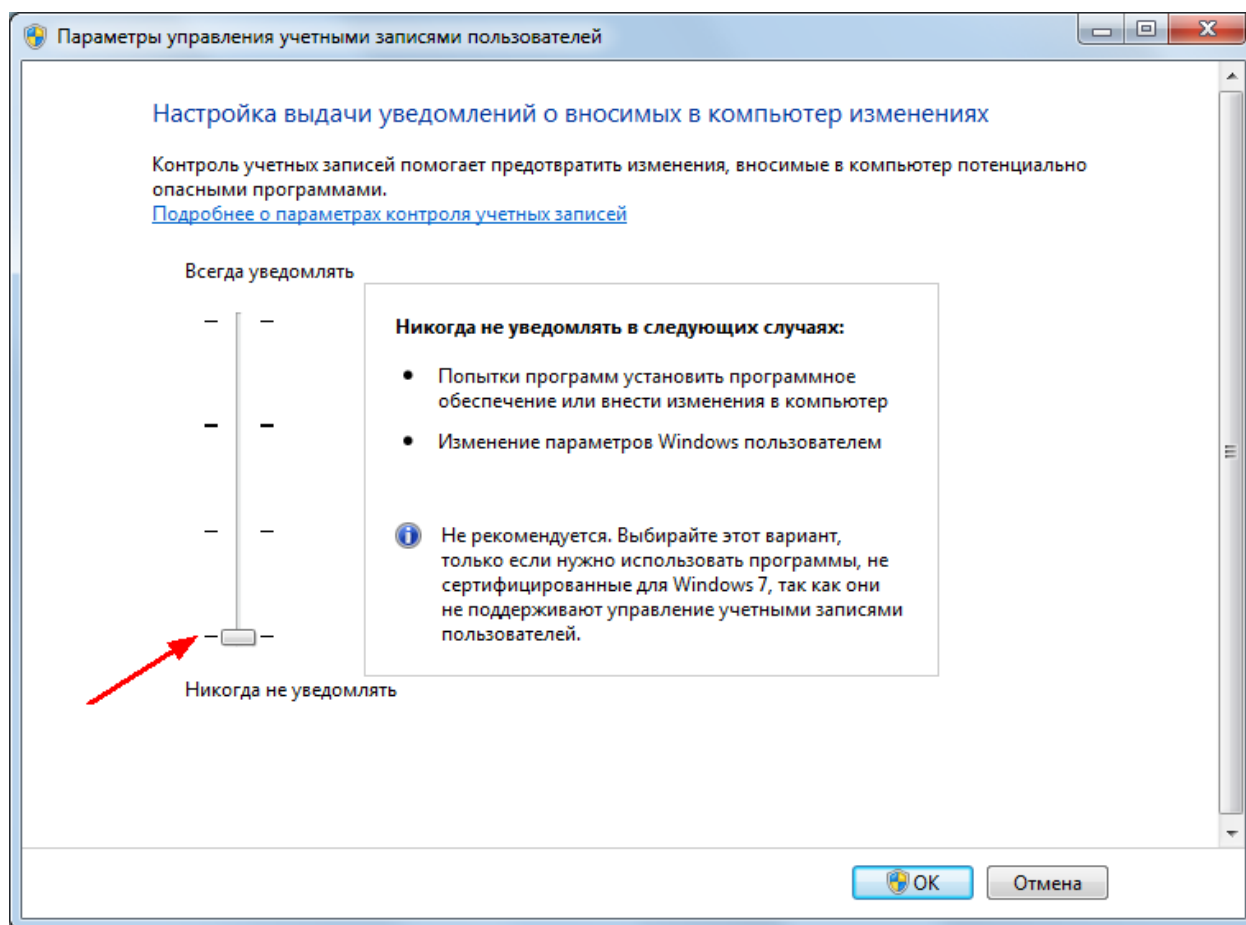 Параметры управления учетными записями пользователей
Настройка выдачи уведомлений о вносимых в компьютер изменениях
Контроль учетных записей помогает предотвратить изменения, вносимые в компьютер потенциально
опасными программами.
Подробнее о параметрах контроля учетных записей
Всегда уведомлять
Никогда не уведомлять в следующих случаях:
Попытки программ установить программное
обеспечение или внести изменения в компьютер
Изменение параметров Windows пользователем
Не рекомендуется. Выбирайте этот вариант,
только если нужно использовать программы, не
сертифицированные для Windows 7, так как они
не поддерживают управление учетными записями
пользователей.
Никогда не уведомлять
ОК
Отмена